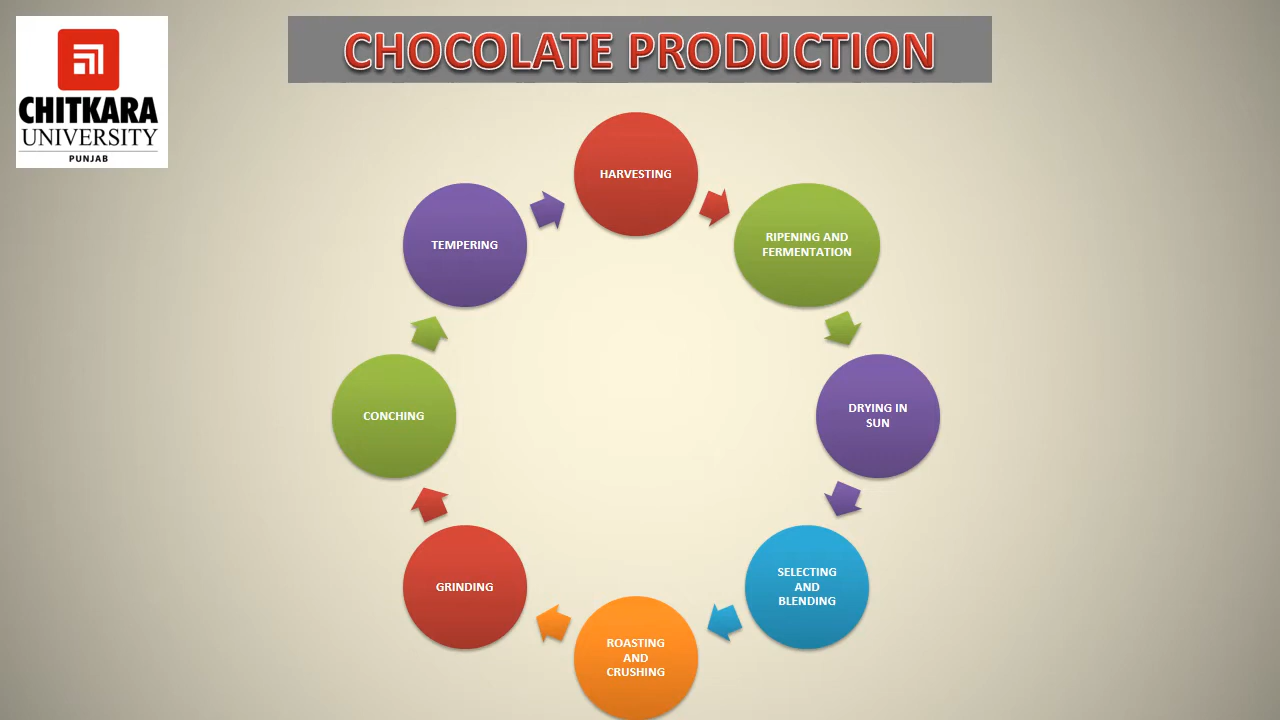 CHOCOLATE PRODUCTION
CHITKARA
UNIVERSITY
PUNJAB
HARVESTING
RIPENING AND
FERMENTATION
DRYING IN
SUN
SELECTING
AND
BLENDING
ROASTING
AND
CRUSHING
GRINDING
CONCHING
TEMPERING